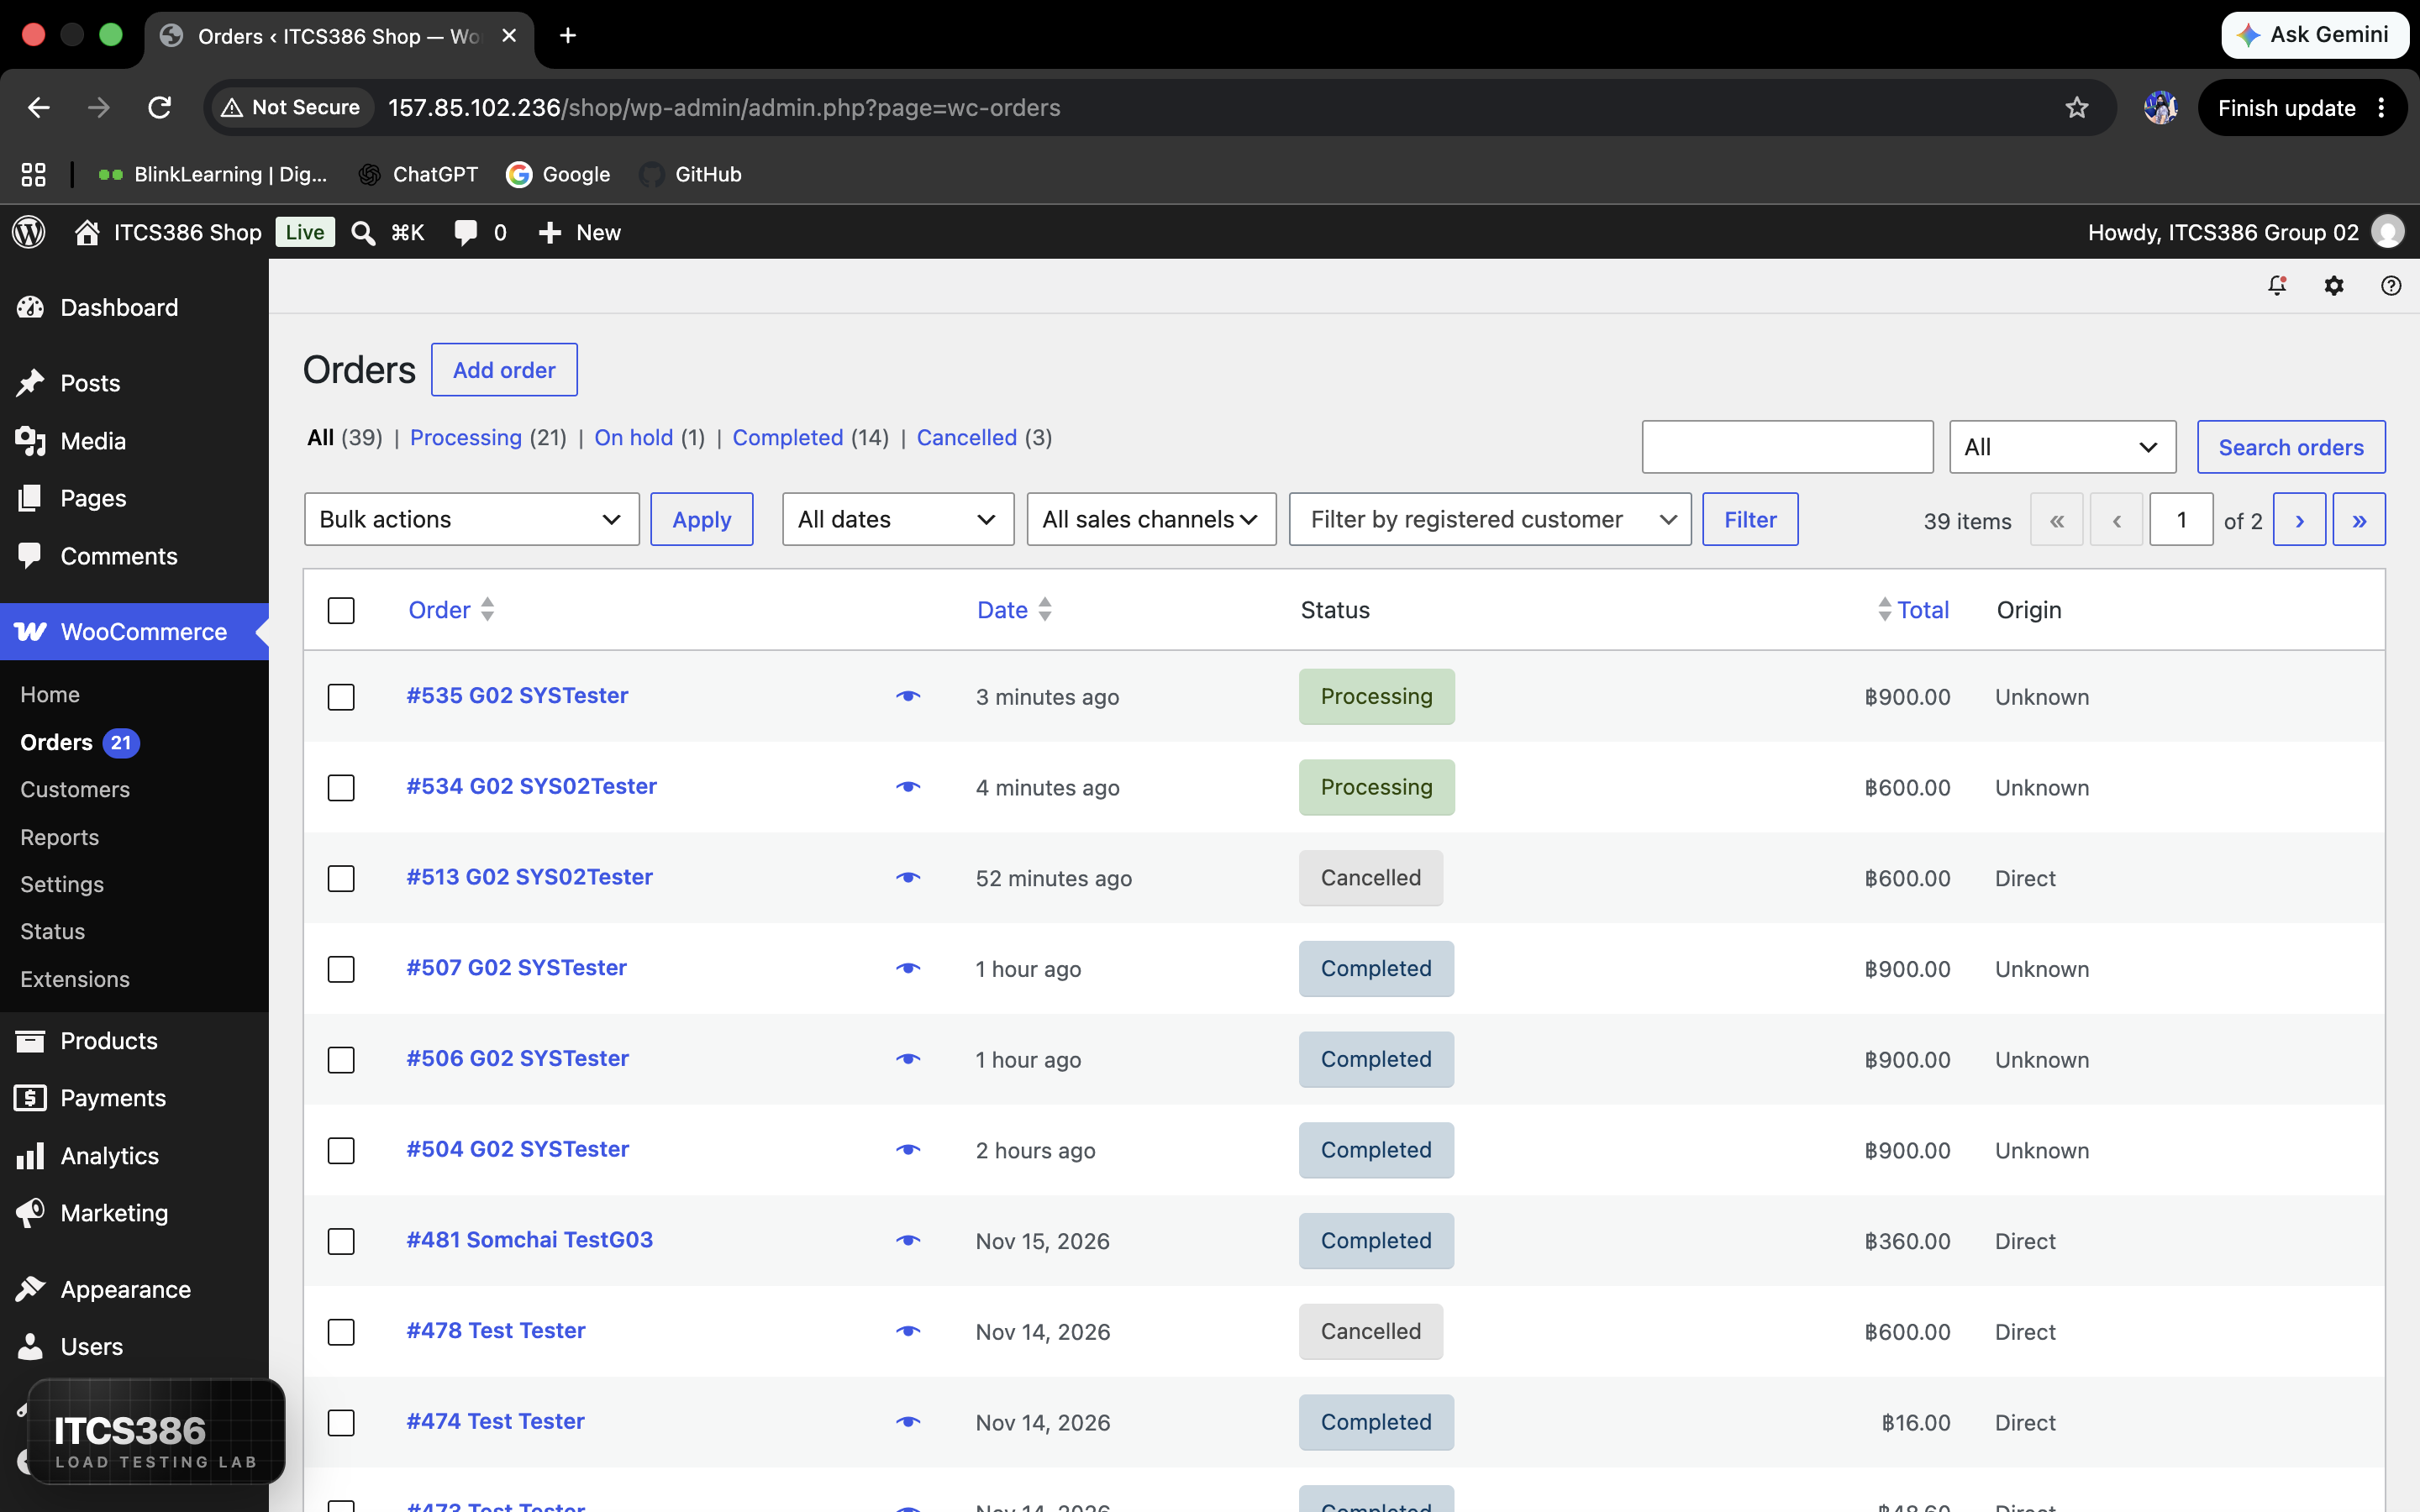 Orders ‹ ITCS386 Shop — Wo
Ask Gemini
Not Secure 157.85.102.236/shop/wp-admin/admin.php?page=wc-orders
Finish update
BlinkLearning | Dig...
ChatGPT
Google
GitHub
ITCS386 Shop Live ⌘K 0 + New
Howdy, ITCS386 Group 02
Dashboard
Posts
Media
Pages
Comments
WooCommerce
Home
Orders 21
Customers
Reports
Settings
Status
Extensions
Products
Payments
Analytics
Marketing
Appearance
Users
ITCS386
LOAD TESTING LAB
Orders Add order
All (39) | Processing (21) | On hold (1) | Completed (14) | Cancelled (3)
All Search orders
Bulk actions Apply All dates All sales channels Filter by registered customer Filter 39 items « ‹ 1 of 2 › »
Order Date Status Total Origin
#535 G02 SYSTester 3 minutes ago Processing ฿900.00 Unknown
#534 G02 SYS02Tester 4 minutes ago Processing ฿600.00 Unknown
#513 G02 SYS02Tester 52 minutes ago Cancelled ฿600.00 Direct
#507 G02 SYSTester 1 hour ago Completed ฿900.00 Unknown
#506 G02 SYSTester 1 hour ago Completed ฿900.00 Unknown
#504 G02 SYSTester 2 hours ago Completed ฿900.00 Unknown
#481 Somchai TestG03 Nov 15, 2026 Completed ฿360.00 Direct
#478 Test Tester Nov 14, 2026 Cancelled ฿600.00 Direct
#474 Test Tester Nov 14, 2026 Completed ฿16.00 Direct
#473 Test Tester Nov 14, 2026 Completed ฿48.60 Direct